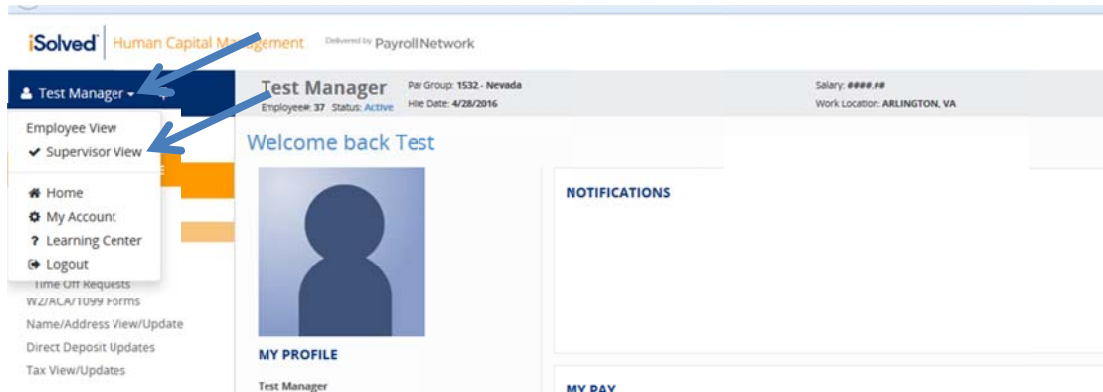 iSolved Human Capital Management Delivered by PayrollNetwork
Test Manager
Test Manager Pay Group: 1532 - Nevada Salary: ####.##
Employee#: 37 Status: Active Hire Date: 4/28/2016 Work Location: ARLINGTON, VA
Employee View
Supervisor View
Home
My Account
? Learning Center
Logout
Time Off Requests
W2/ACA/1099 Forms
Name/Address View/Update
Direct Deposit Updates
Tax View/Updates
Welcome back Test
MY PROFILE
Test Manager
NOTIFICATIONS
MY PAY